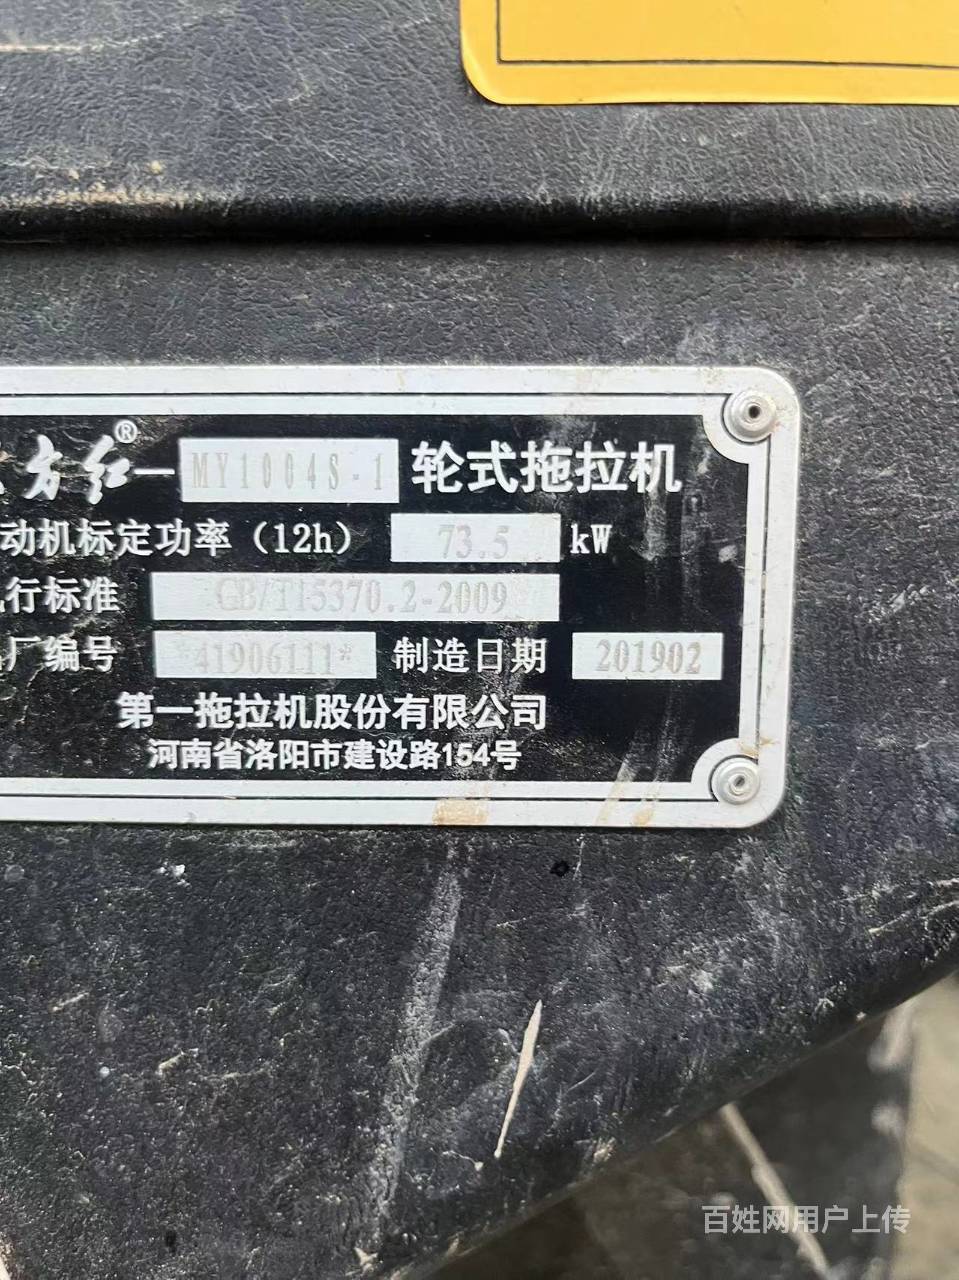 方红®—MY1004S-1 轮式拖拉机
动机标定功率（12h） 73.5 kW
行标准 GB/T15370.2-2009
厂编号 *41906111* 制造日期 201902
第一拖拉机股份有限公司
河南省洛阳市建设路154号
百姓网用户上传